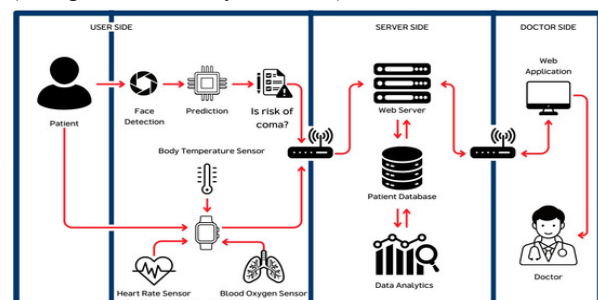 USER SIDE
SERVER SIDE
DOCTOR SIDE
Patient
Face
Detection
Prediction
Is risk of
coma?
Body Temperature Sensor
Heart Rate Sensor
Blood Oxygen Sensor
Web Server
Patient Database
Data Analytics
Web
Application
Doctor